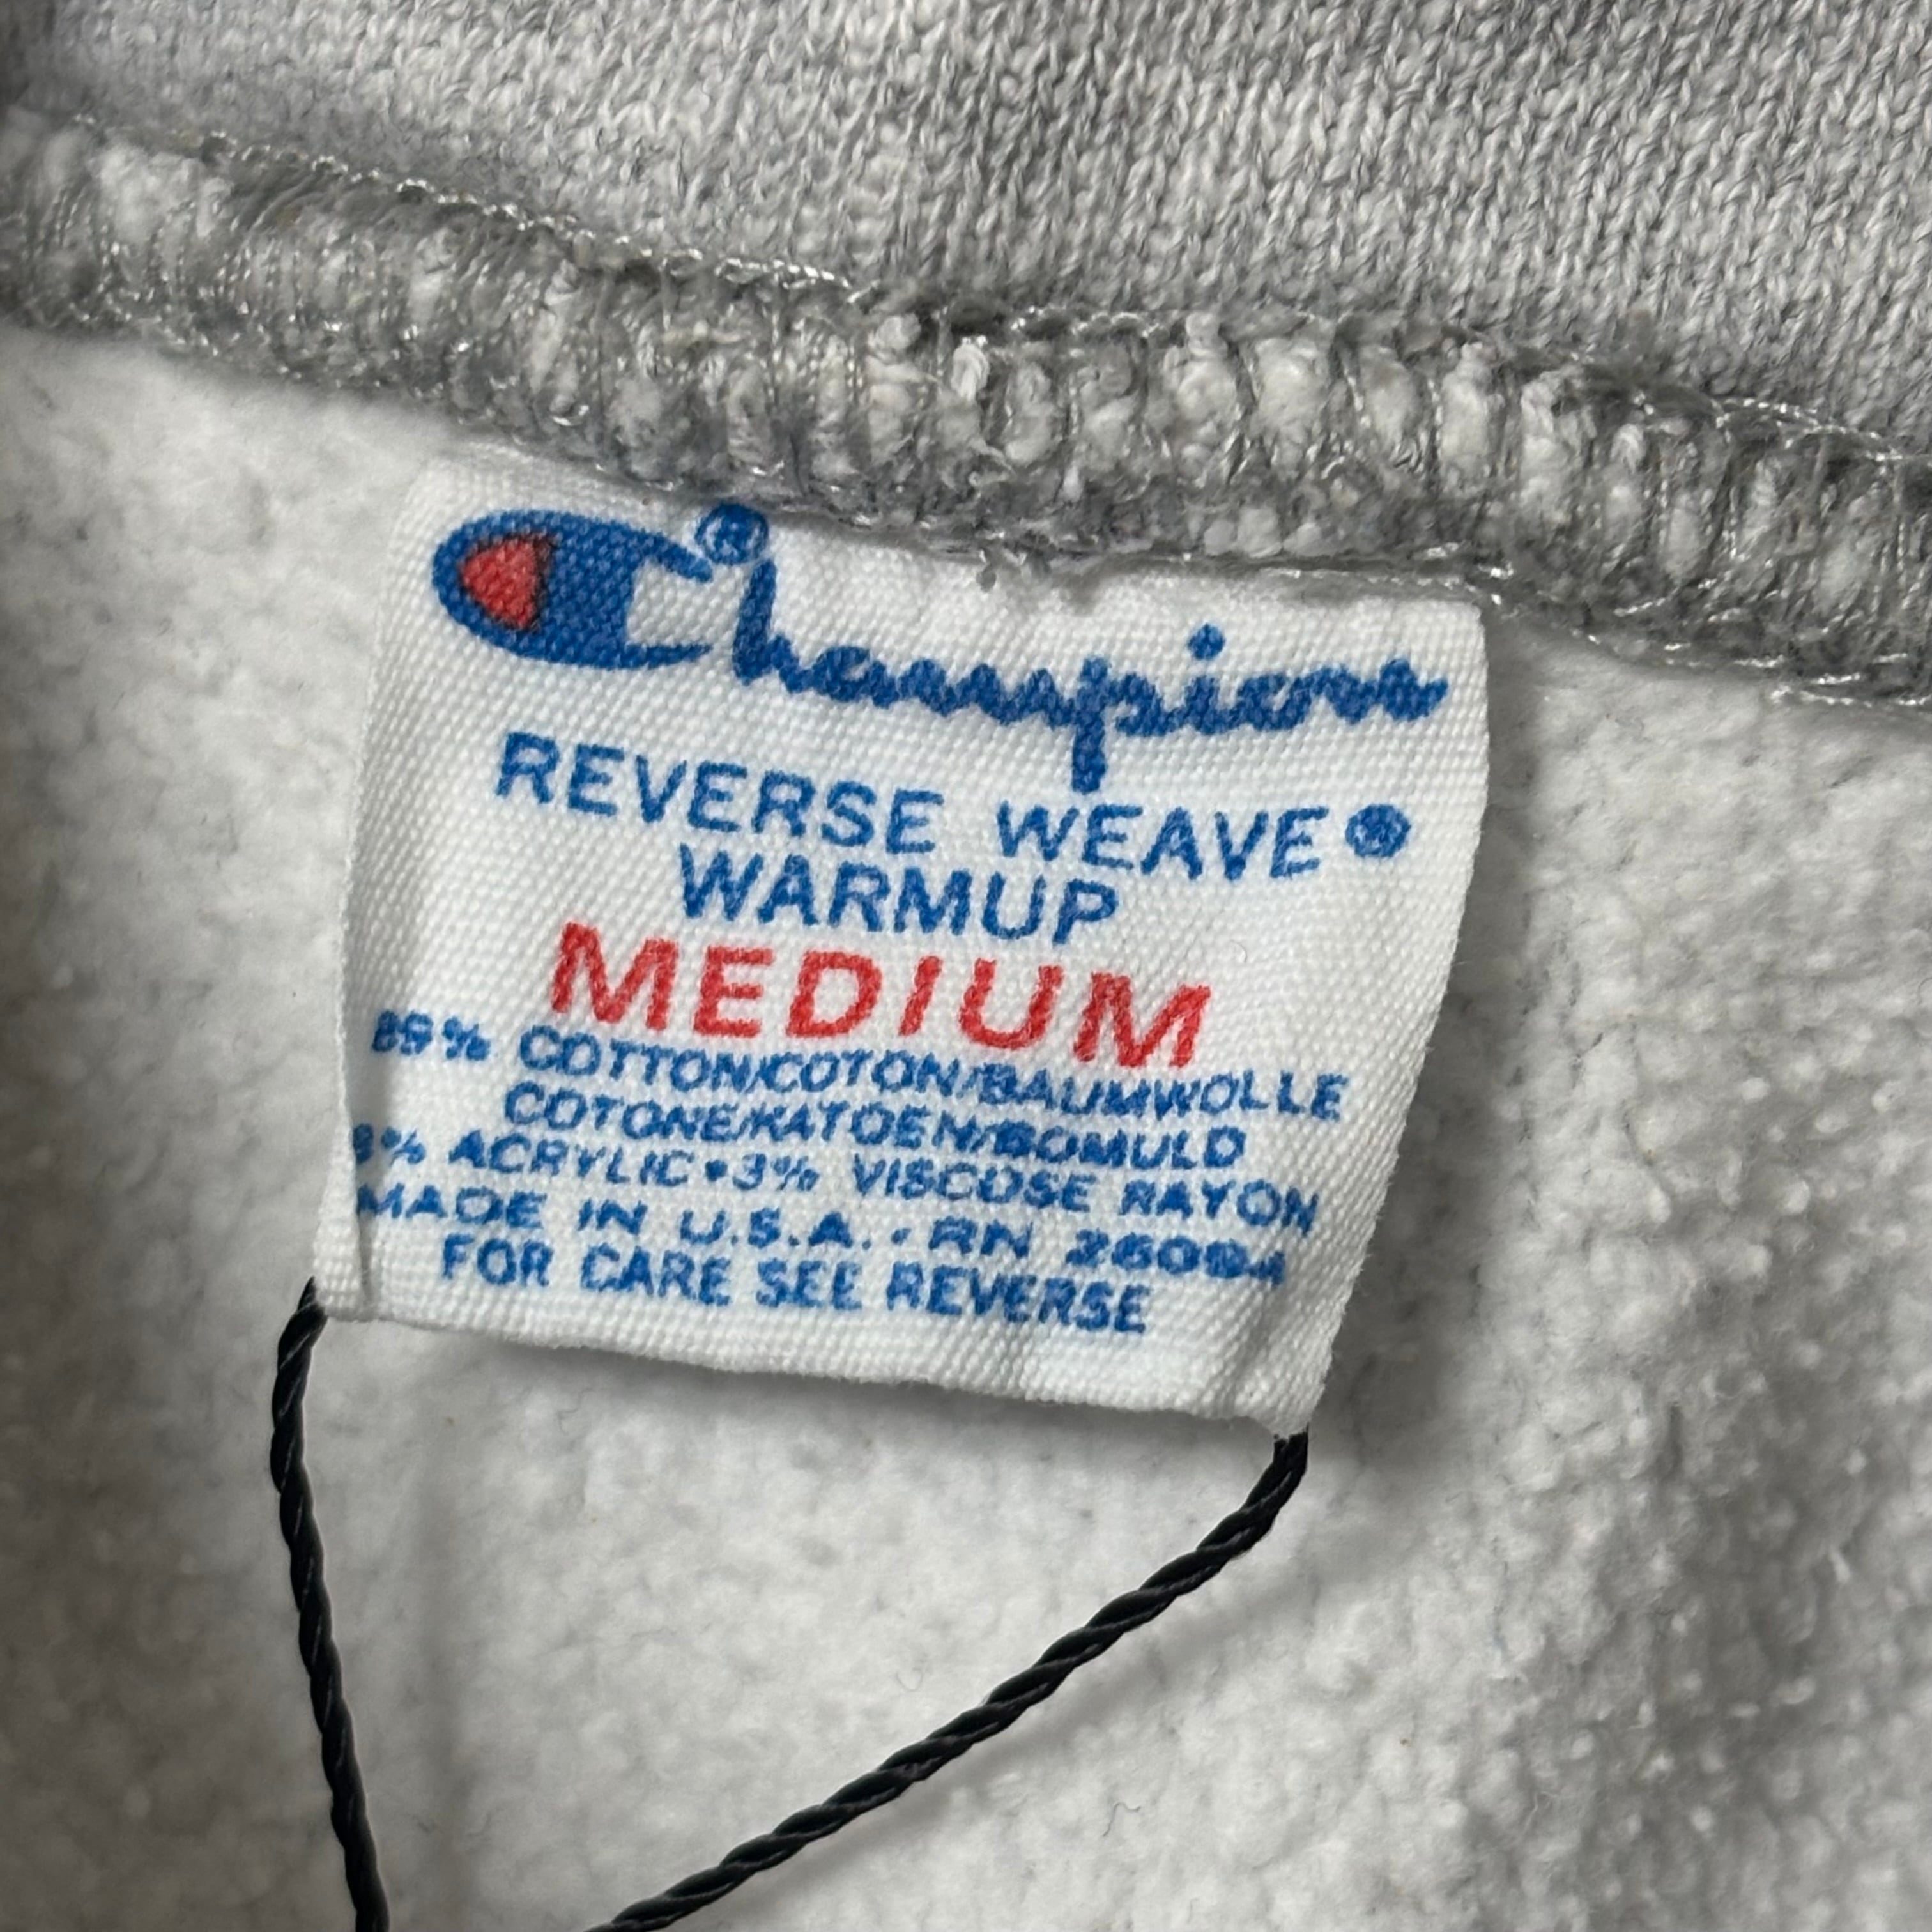 Champion®
REVERSE WEAVE®
WARMUP
MEDIUM
89% COTTON/COTON/BAUMWOLLE
COTONE/KATOEN/BOMULD
8% ACRYLIC•3% VISCOSE RAYON
MADE IN U.S.A. • RN 26094
FOR CARE SEE REVERSE